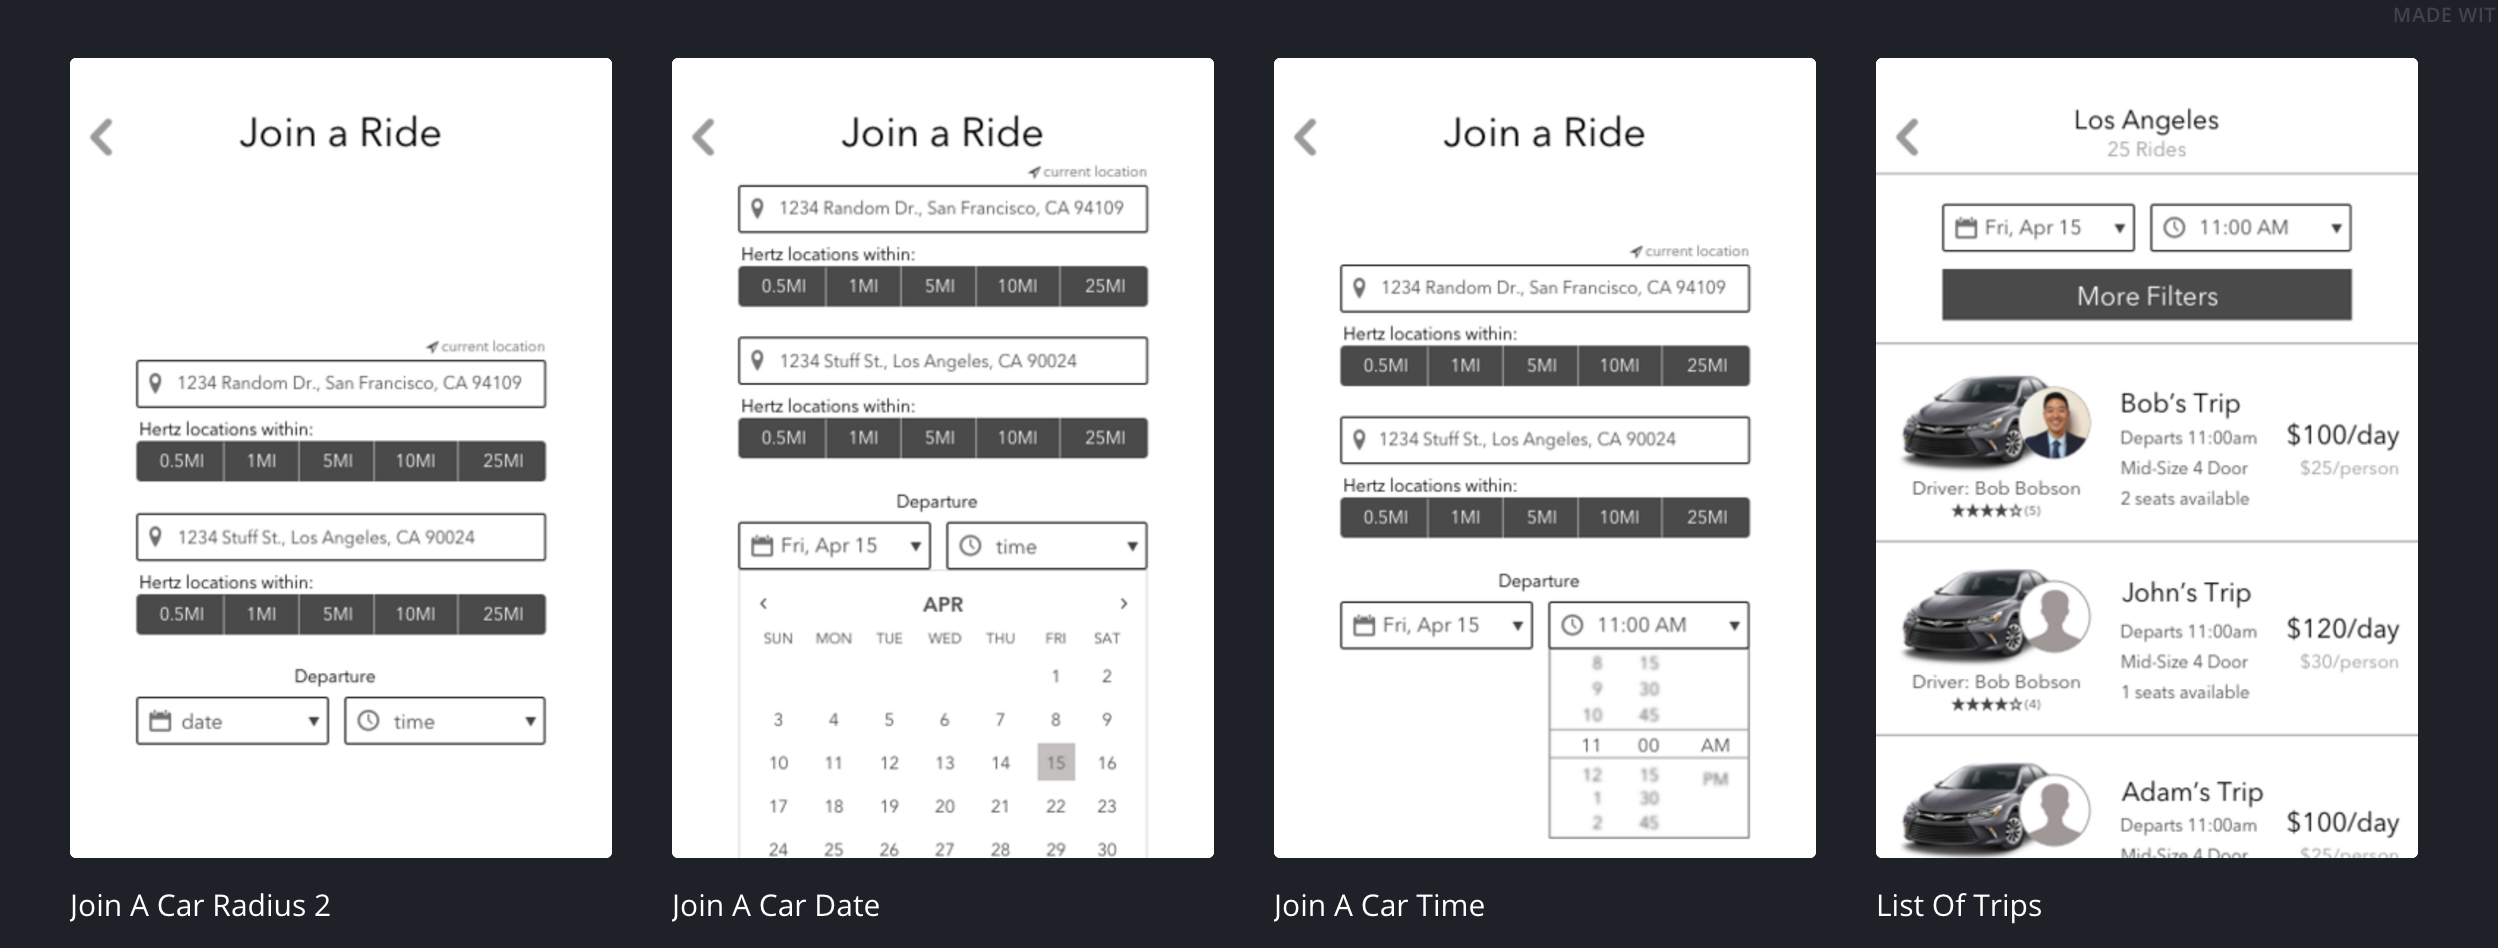 MADE WIT
Join a Ride
current location
1234 Random Dr., San Francisco, CA 94109
Hertz locations within:
0.5MI 1MI 5MI 10MI 25MI
1234 Stuff St., Los Angeles, CA 90024
Hertz locations within:
0.5MI 1MI 5MI 10MI 25MI
Departure
date time
Join A Car Radius 2
Join a Ride
current location
1234 Random Dr., San Francisco, CA 94109
Hertz locations within:
0.5MI 1MI 5MI 10MI 25MI
1234 Stuff St., Los Angeles, CA 90024
Hertz locations within:
0.5MI 1MI 5MI 10MI 25MI
Departure
Fri, Apr 15 time
APR
SUN MON TUE WED THU FRI SAT
1 2
3 4 5 6 7 8 9
10 11 12 13 14 15 16
17 18 19 20 21 22 23
24 25 26 27 28 29 30
Join A Car Date
Join a Ride
current location
1234 Random Dr., San Francisco, CA 94109
Hertz locations within:
0.5MI 1MI 5MI 10MI 25MI
1234 Stuff St., Los Angeles, CA 90024
Hertz locations within:
0.5MI 1MI 5MI 10MI 25MI
Departure
Fri, Apr 15 11:00 AM
8 15
9 30
10 45
11 00 AM
12 15 PM
1 30
2 45
Join A Car Time
Los Angeles
25 Rides
Fri, Apr 15 11:00 AM
More Filters
Bob's Trip
Departs 11:00am
$100/day
Mid-Size 4 Door
$25/person
2 seats available
Driver: Bob Bobson
(5)
John's Trip
Departs 11:00am
$120/day
Mid-Size 4 Door
$30/person
1 seats available
Driver: Bob Bobson
(4)
Adam's Trip
Departs 11:00am
$100/day
Mid-Size 4 Door
$25/person
List Of Trips